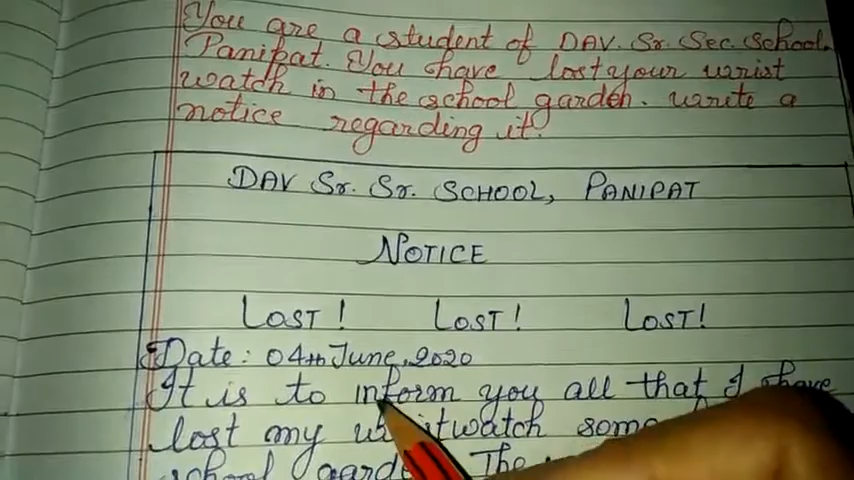 You are a student of DAV. Sr. Sec. School,
Panipat. You have lost your wrist
watch in the school garden. write a
notice regarding it.
DAV Sr. Sr. SCHOOL, PANIPAT
NOTICE
LOST! LOST! LOST!
Date: 04th June, 2020
It is to inform you all that I have
lost my
school The